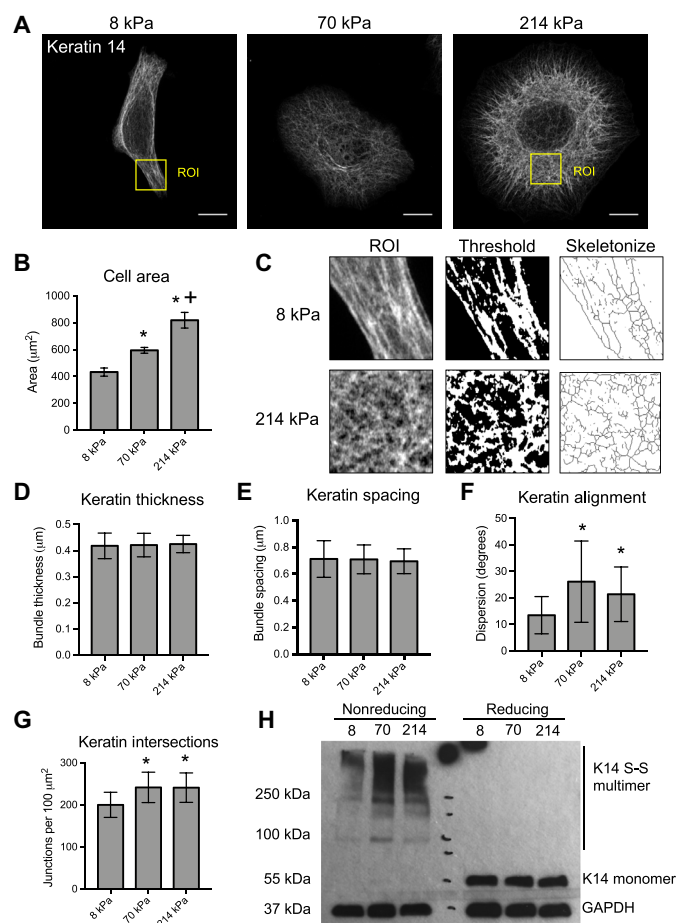 A
8 kPa
70 kPa
214 kPa
Keratin 14
ROI
ROI
B
Cell area
Area (μm²)
1000
800
600
400
200
0
*
* +
8 kPa
70 kPa
214 kPa
C
ROI
Threshold
Skeletonize
8 kPa
214 kPa
D
Keratin thickness
Bundle thickness (μm)
0.5
0.4
0.3
0.2
0.1
0.0
8 kPa
70 kPa
214 kPa
E
Keratin spacing
Bundle spacing (μm)
1.0
0.8
0.6
0.4
0.2
0.0
8 kPa
70 kPa
214 kPa
F
Keratin alignment
Dispersion (degrees)
50
40
30
20
10
0
*
*
8 kPa
70 kPa
214 kPa
G
Keratin intersections
Junctions per 100 μm²
300
200
100
0
*
*
8 kPa
70 kPa
214 kPa
H
Nonreducing
Reducing
8 70 214
8 70 214
250 kDa
100 kDa
55 kDa
37 kDa
K14 S-S
multimer
K14 monomer
GAPDH